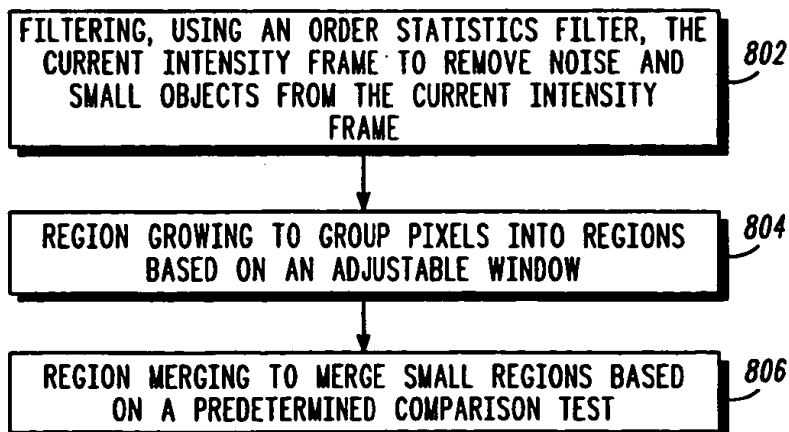 FILTERING, USING AN ORDER STATISTICS FILTER, THE
CURRENT INTENSITY FRAME TO REMOVE NOISE AND
SMALL OBJECTS FROM THE CURRENT INTENSITY
FRAME
802
REGION GROWING TO GROUP PIXELS INTO REGIONS
BASED ON AN ADJUSTABLE WINDOW
804
REGION MERGING TO MERGE SMALL REGIONS BASED
ON A PREDETERMINED COMPARISON TEST
806